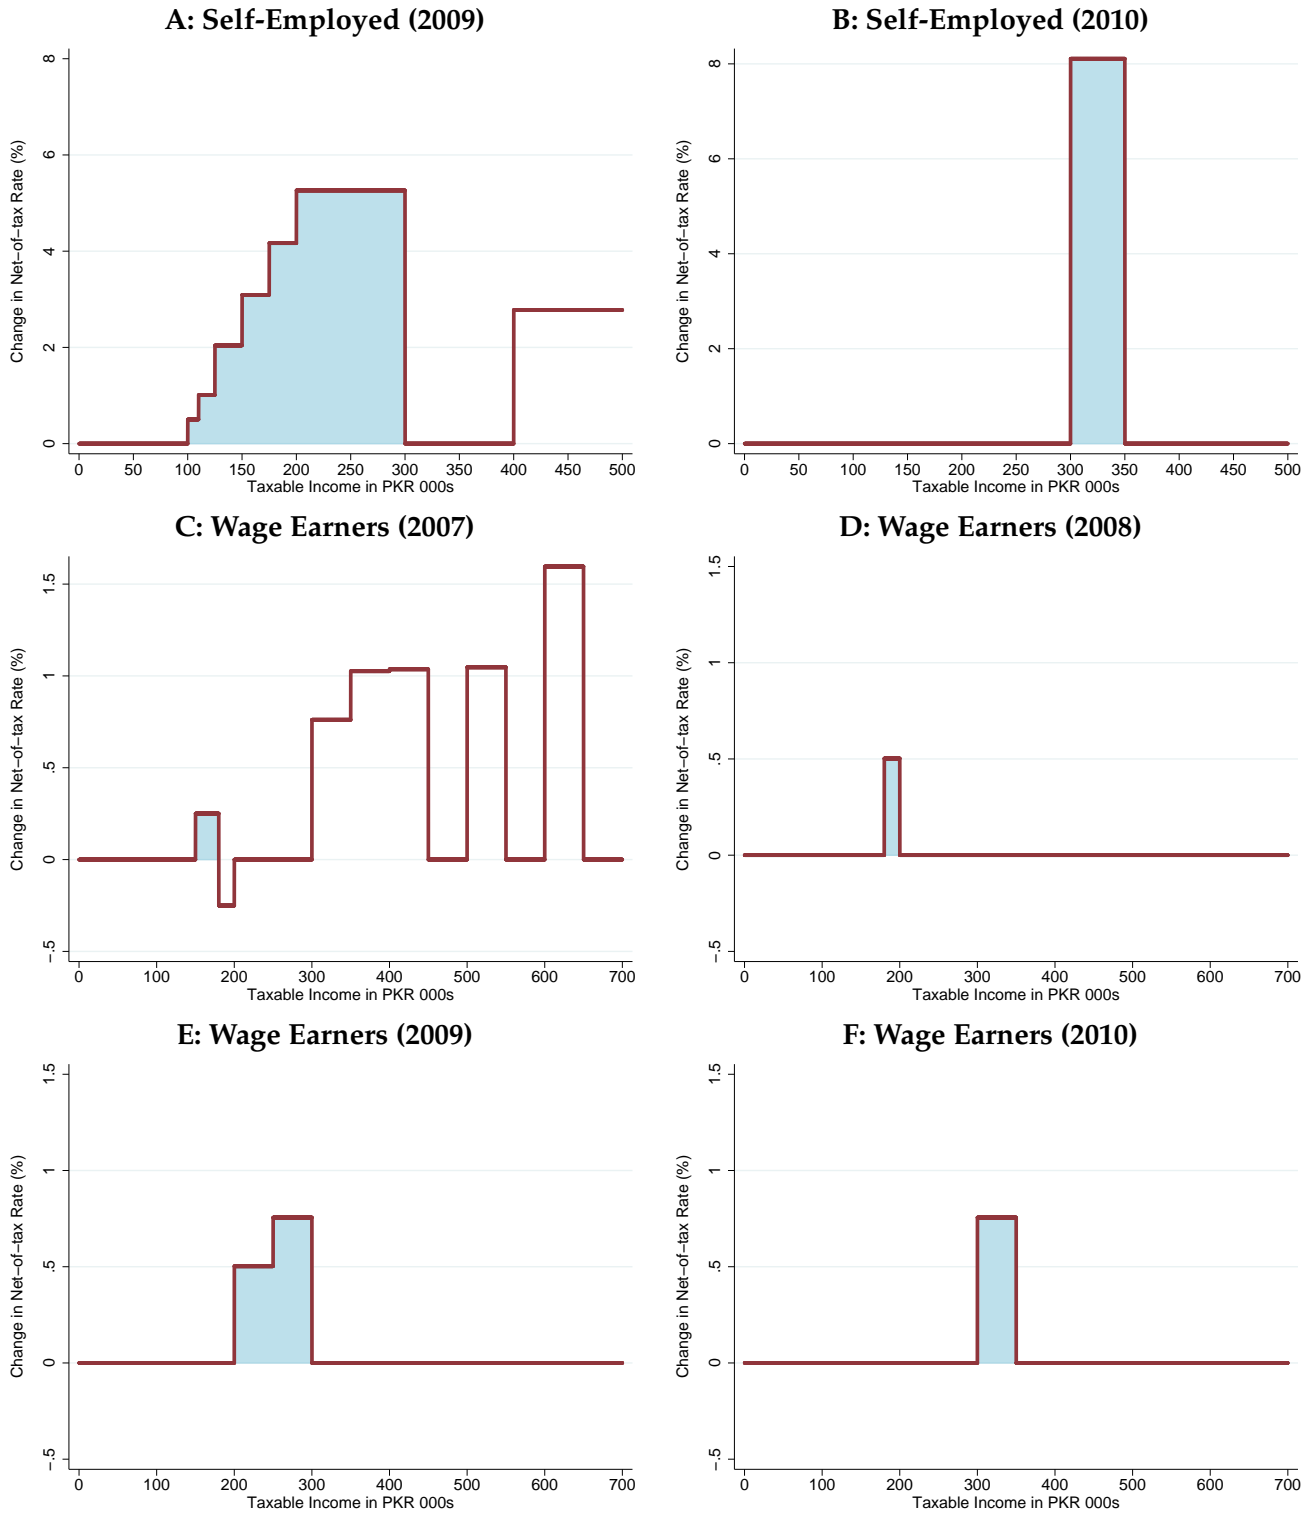 A: Self-Employed (2009)
Change in Net−of−tax Rate (%)
8
6
4
2
0
0 50 100 150 200 250 300 350 400 450 500
Taxable Income in PKR 000s
B: Self-Employed (2010)
Change in Net−of−tax Rate (%)
8
6
4
2
0
0 50 100 150 200 250 300 350 400 450 500
Taxable Income in PKR 000s
C: Wage Earners (2007)
Change in Net−of−tax Rate (%)
1.5
1
.5
0
−.5
0 100 200 300 400 500 600 700
Taxable Income in PKR 000s
D: Wage Earners (2008)
Change in Net−of−tax Rate (%)
1.5
1
.5
0
−.5
0 100 200 300 400 500 600 700
Taxable Income in PKR 000s
E: Wage Earners (2009)
Change in Net−of−tax Rate (%)
1.5
1
.5
0
−.5
0 100 200 300 400 500 600 700
Taxable Income in PKR 000s
F: Wage Earners (2010)
Change in Net−of−tax Rate (%)
1.5
1
.5
0
−.5
0 100 200 300 400 500 600 700
Taxable Income in PKR 000s